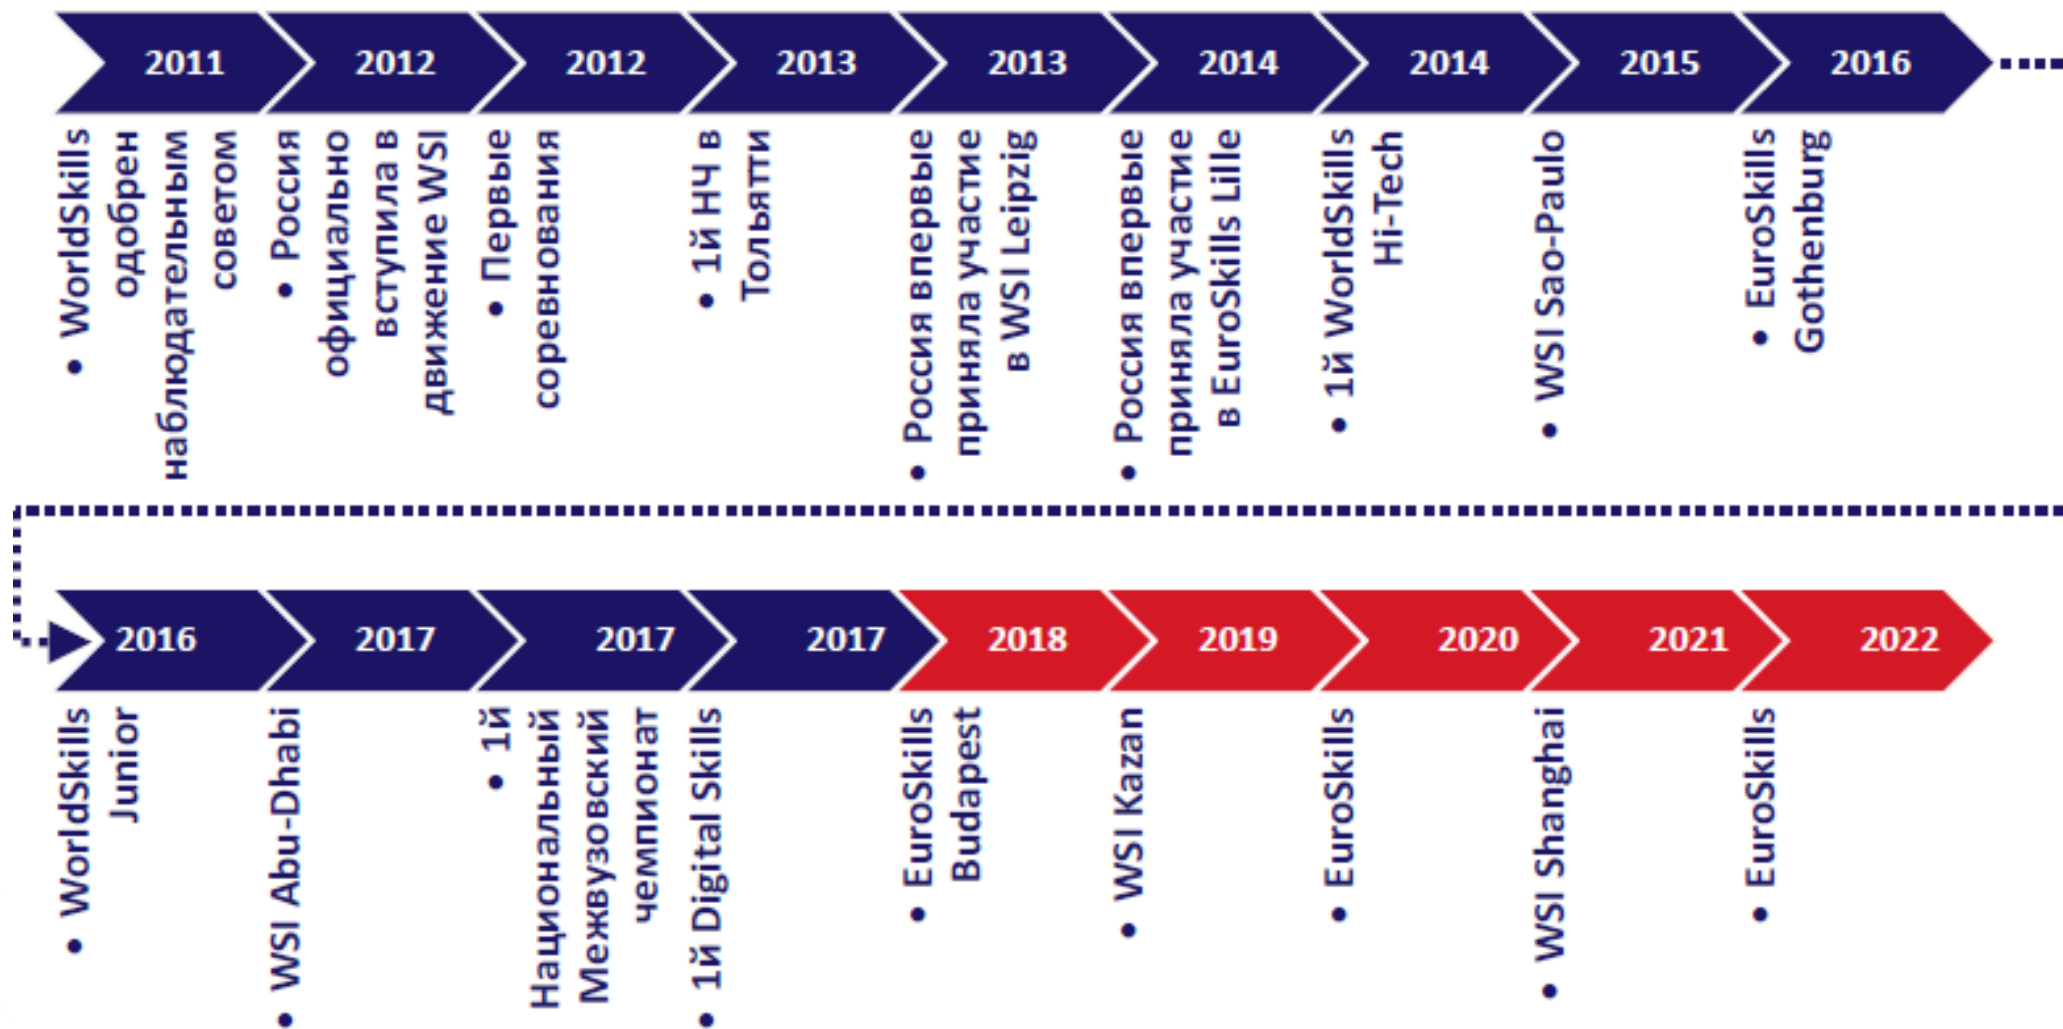 2011
2012
2012
2013
2013
2014
2014
2015
2016
• WorldSkills
одобрен
наблюдательным
советом
• Россия
официально
вступила в
движение WSI
• Первые
соревнования
• 1й НЧ в
Тольятти
• Россия впервые
приняла участие
в WSI Leipzig
• Россия впервые
приняла участие
в EuroSkills Lille
• 1й WorldSkills
Hi-Tech
• WSI Sao-Paulo
• EuroSkills
Gothenburg
2016
2017
2017
2017
2018
2019
2020
2021
2022
• WorldSkills
Junior
• WSI Abu-Dhabi
• 1й
Национальный
Межвузовский
чемпионат
• 1й Digital Skills
• EuroSkills
Budapest
• WSI Kazan
• EuroSkills
• WSI Shanghai
• EuroSkills